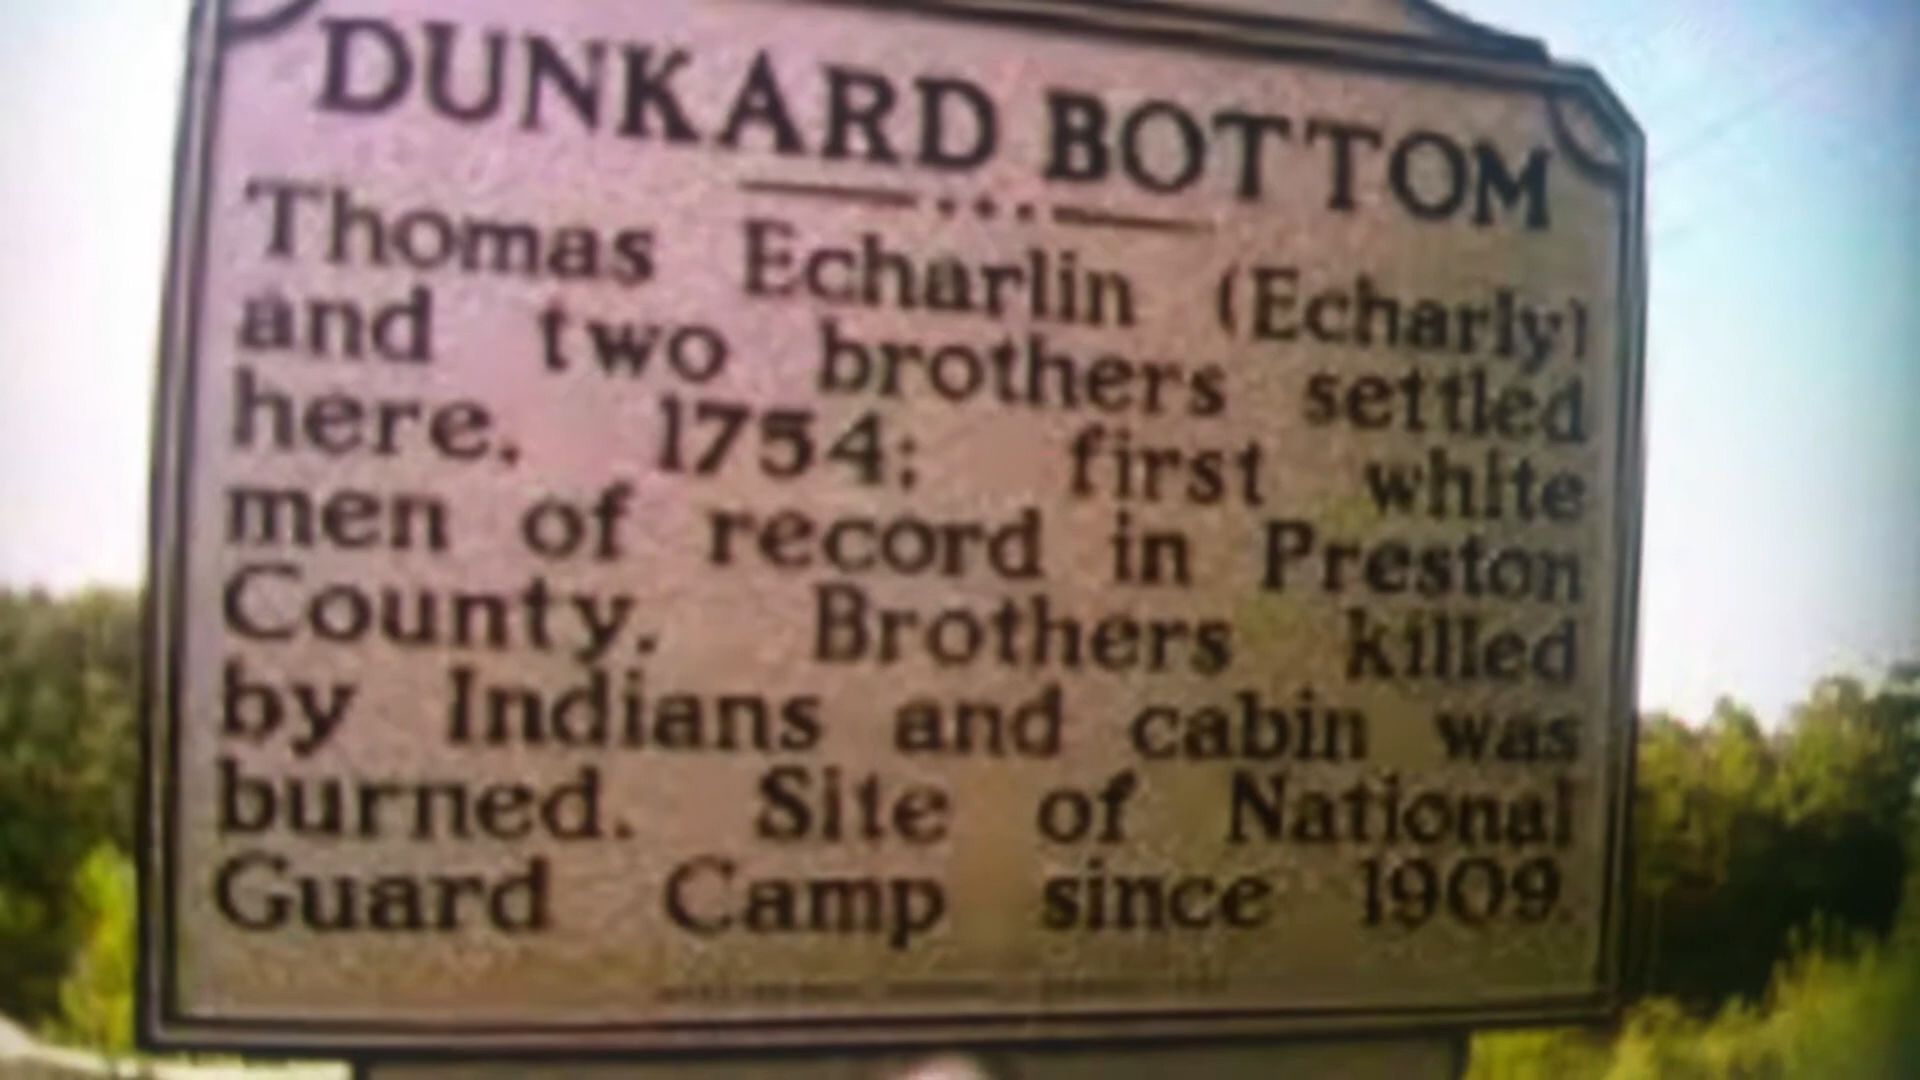 DUNKARD BOTTOM
Thomas Echarlin (Echarly)
and two brothers settled
here, 1754; first white
men of record in Preston
County. Brothers killed
by Indians and cabin was
burned. Site of National
Guard Camp since 1909.